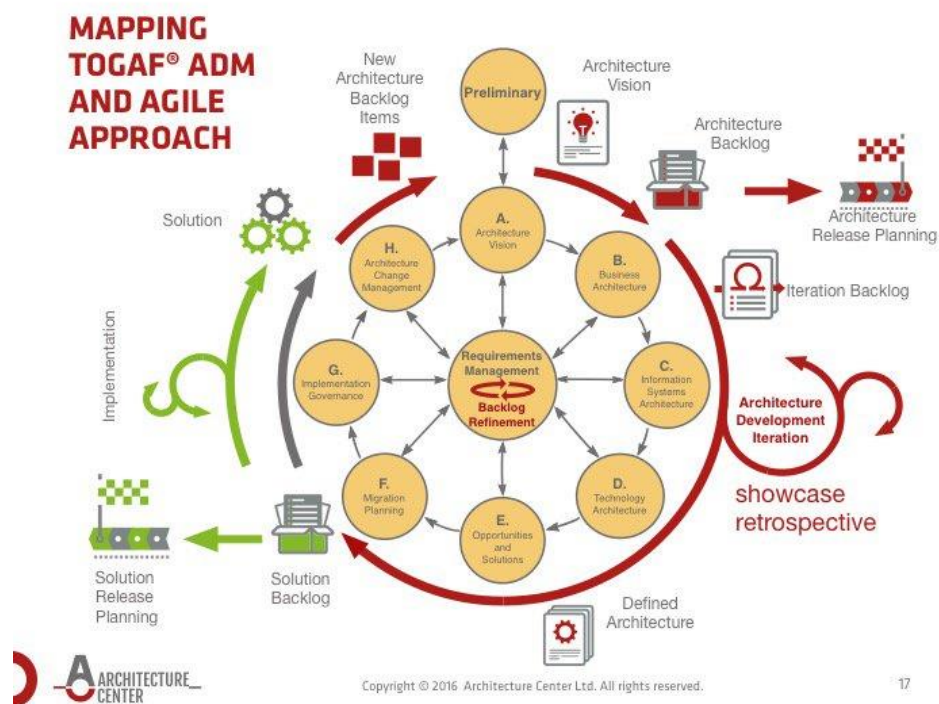 MAPPING
TOGAF® ADM
AND AGILE
APPROACH
New
Architecture
Backlog
Items
Preliminary
Architecture
Vision
Architecture
Backlog
Architecture
Release Planning
Solution
A.
Architecture
Vision
H.
Architecture
Change
Management
B.
Business
Architecture
Iteration Backlog
Implementation
G.
Implementation
Governance
Requirements
Management
Backlog
Refinement
C.
Information
Systems
Architecture
Architecture
Development
Iteration
showcase
retrospective
F.
Migration
Planning
D.
Technology
Architecture
E.
Opportunities
and
Solutions
Solution
Release
Planning
Solution
Backlog
Defined
Architecture
ARCHITECTURE_
CENTER
Copyright © 2016 Architecture Center Ltd. All rights reserved.
17